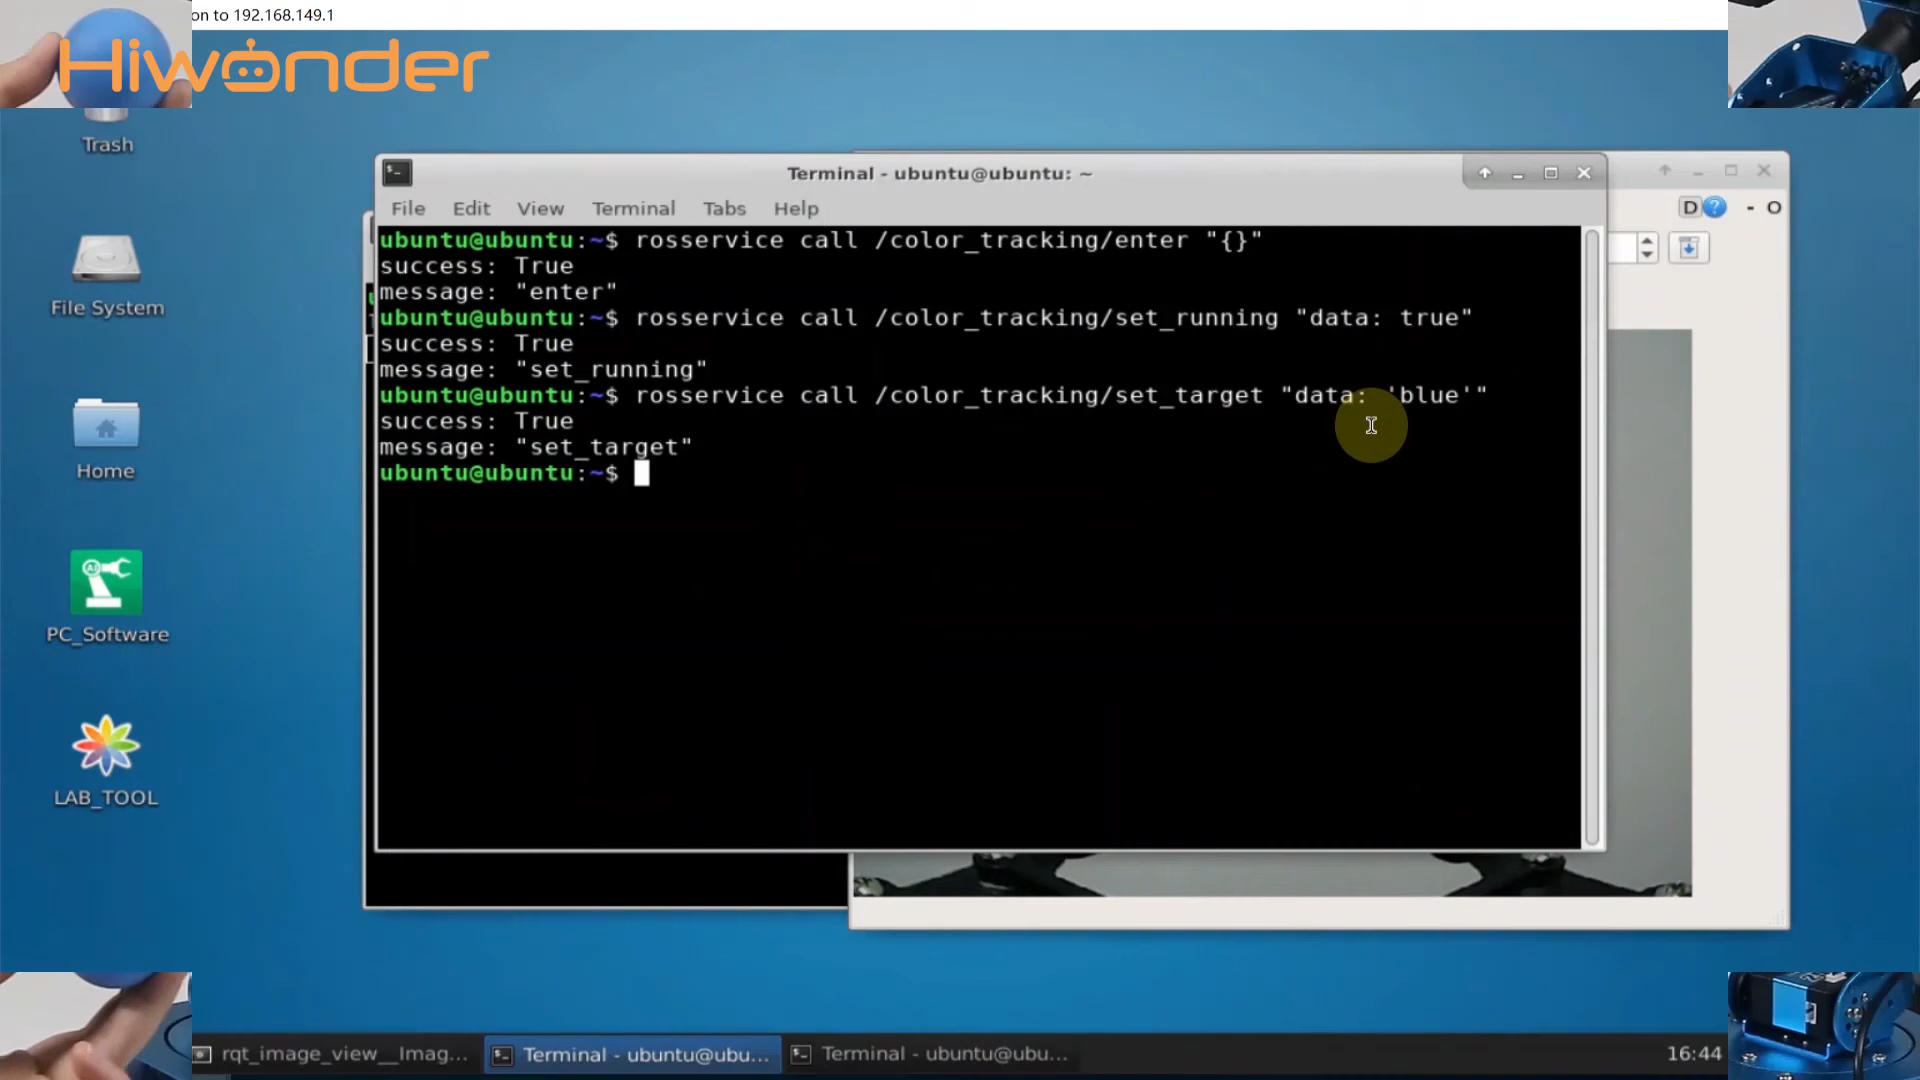 on to 192.168.149.1
Hiwonder
Trash
File System
Home
PC_Software
LAB_TOOL
Terminal - ubuntu@ubuntu: ~
File Edit View Terminal Tabs Help
ubuntu@ubuntu:~$ rosservice call /color_tracking/enter "{}"
success: True
message: "enter"
ubuntu@ubuntu:~$ rosservice call /color_tracking/set_running "data: true"
success: True
message: "set_running"
ubuntu@ubuntu:~$ rosservice call /color_tracking/set_target "data: 'blue'"
success: True
message: "set_target"
ubuntu@ubuntu:~$
D ? - O
rqt_image_view__Imag...
Terminal - ubuntu@ubu...
Terminal - ubuntu@ubu...
16:44